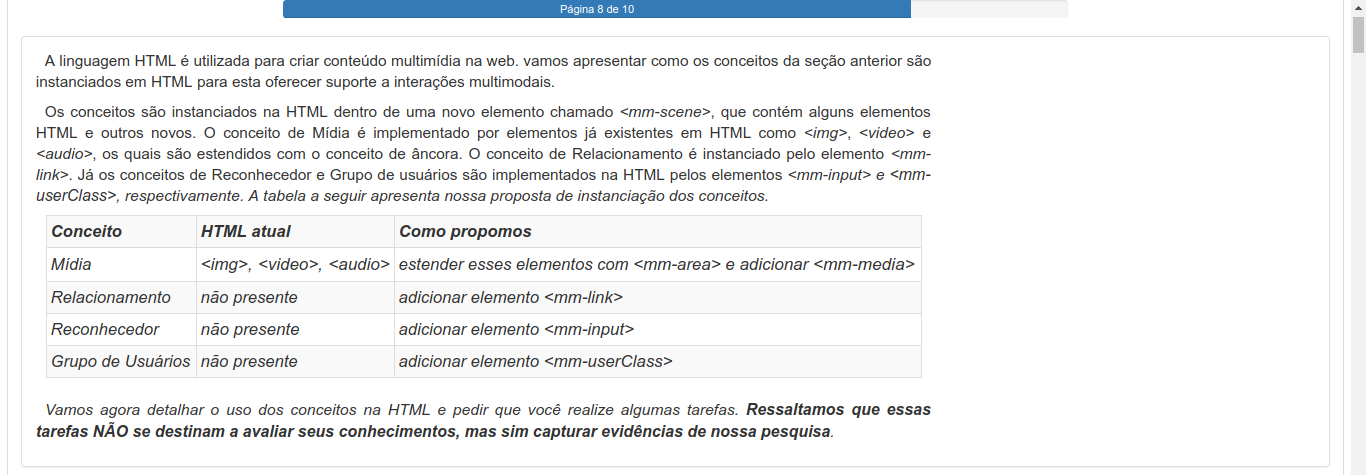 Página 8 de 10
A linguagem HTML é utilizada para criar conteúdo multimídia na web. vamos apresentar como os conceitos da seção anterior são
instanciados em HTML para esta oferecer suporte a interações multimodais.
Os conceitos são instanciados na HTML dentro de uma novo elemento chamado <mm-scene>, que contém alguns elementos
HTML e outros novos. O conceito de Mídia é implementado por elementos já existentes em HTML como <img>, <video> e
<audio>, os quais são estendidos com o conceito de âncora. O conceito de Relacionamento é instanciado pelo elemento <mm-
link>. Já os conceitos de Reconhecedor e Grupo de usuários são implementados na HTML pelos elementos <mm-input> e <mm-
userClass>, respectivamente. A tabela a seguir apresenta nossa proposta de instanciação dos conceitos.
Conceito HTML atual Como propomos
Mídia <img>, <video>, <audio> estender esses elementos com <mm-area> e adicionar <mm-media>
Relacionamento não presente adicionar elemento <mm-link>
Reconhecedor não presente adicionar elemento <mm-input>
Grupo de Usuários não presente adicionar elemento <mm-userClass>
Vamos agora detalhar o uso dos conceitos na HTML e pedir que você realize algumas tarefas. Ressaltamos que essas
tarefas NÃO se destinam a avaliar seus conhecimentos, mas sim capturar evidências de nossa pesquisa.